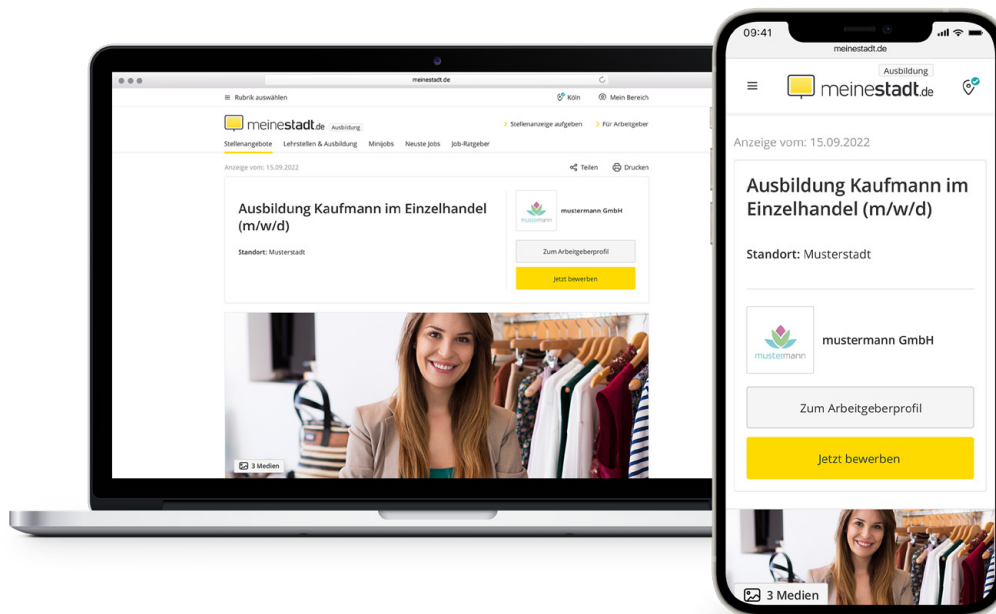 meinestadt.de
Rubrik auswählen
Köln
Mein Bereich
meinestadt.de Ausbildung
Stellenanzeige aufgeben
Für Arbeitgeber
Stellenangebote Lehrstellen & Ausbildung Minijobs Neuste Jobs Job-Ratgeber
Anzeige vom: 15.09.2022
Teilen
Drucken
Ausbildung Kaufmann im Einzelhandel
(m/w/d)
Standort: Musterstadt
mustermann
mustermann GmbH
Zum Arbeitgeberprofil
Jetzt bewerben
3 Medien
09:41
meinestadt.de
Ausbildung
meinestadt.de
Anzeige vom: 15.09.2022
Ausbildung Kaufmann im
Einzelhandel (m/w/d)
Standort: Musterstadt
mustermann
mustermann GmbH
Zum Arbeitgeberprofil
Jetzt bewerben
3 Medien